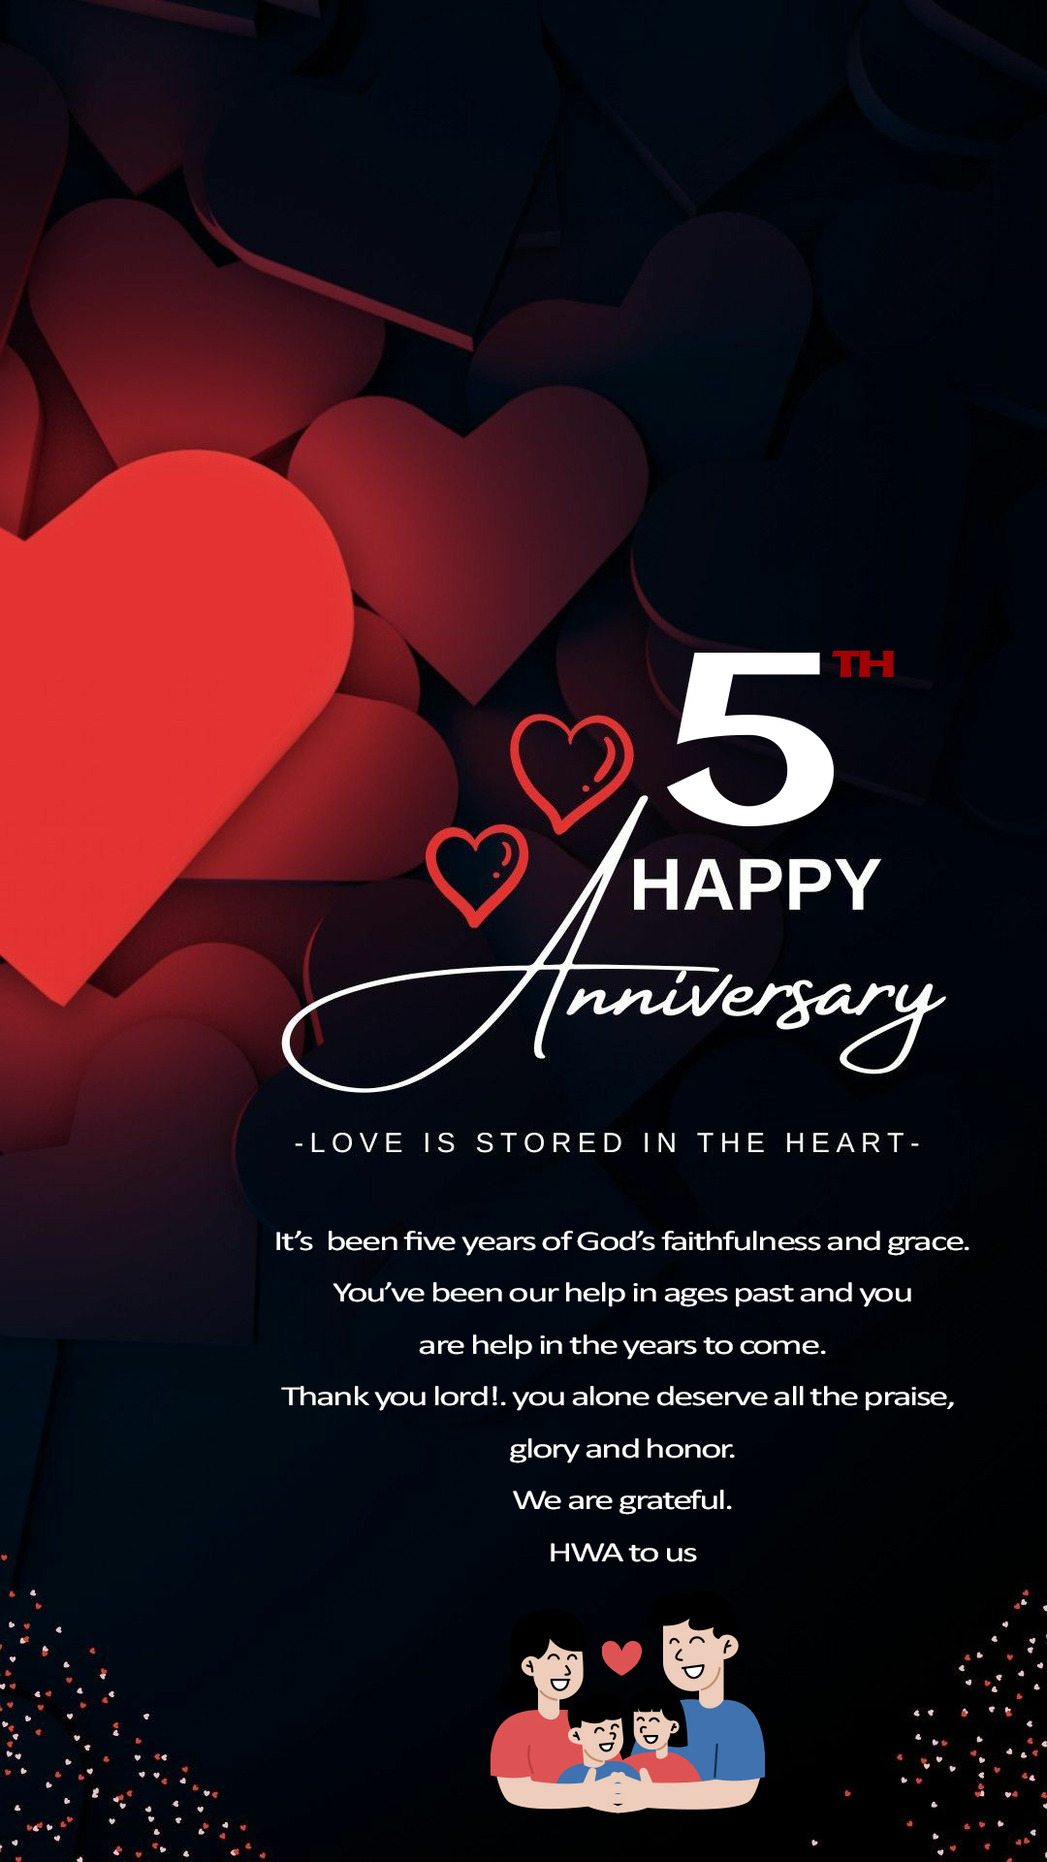 5TH
HAPPY
Anniversary
-LOVE IS STORED IN THE HEART-
It’s  been five years of God’s faithfulness and grace.
You’ve been our help in ages past and you
are help in the years to come.
Thank you lord!. you alone deserve all the praise,
glory and honor.
We are grateful.
HWA to us